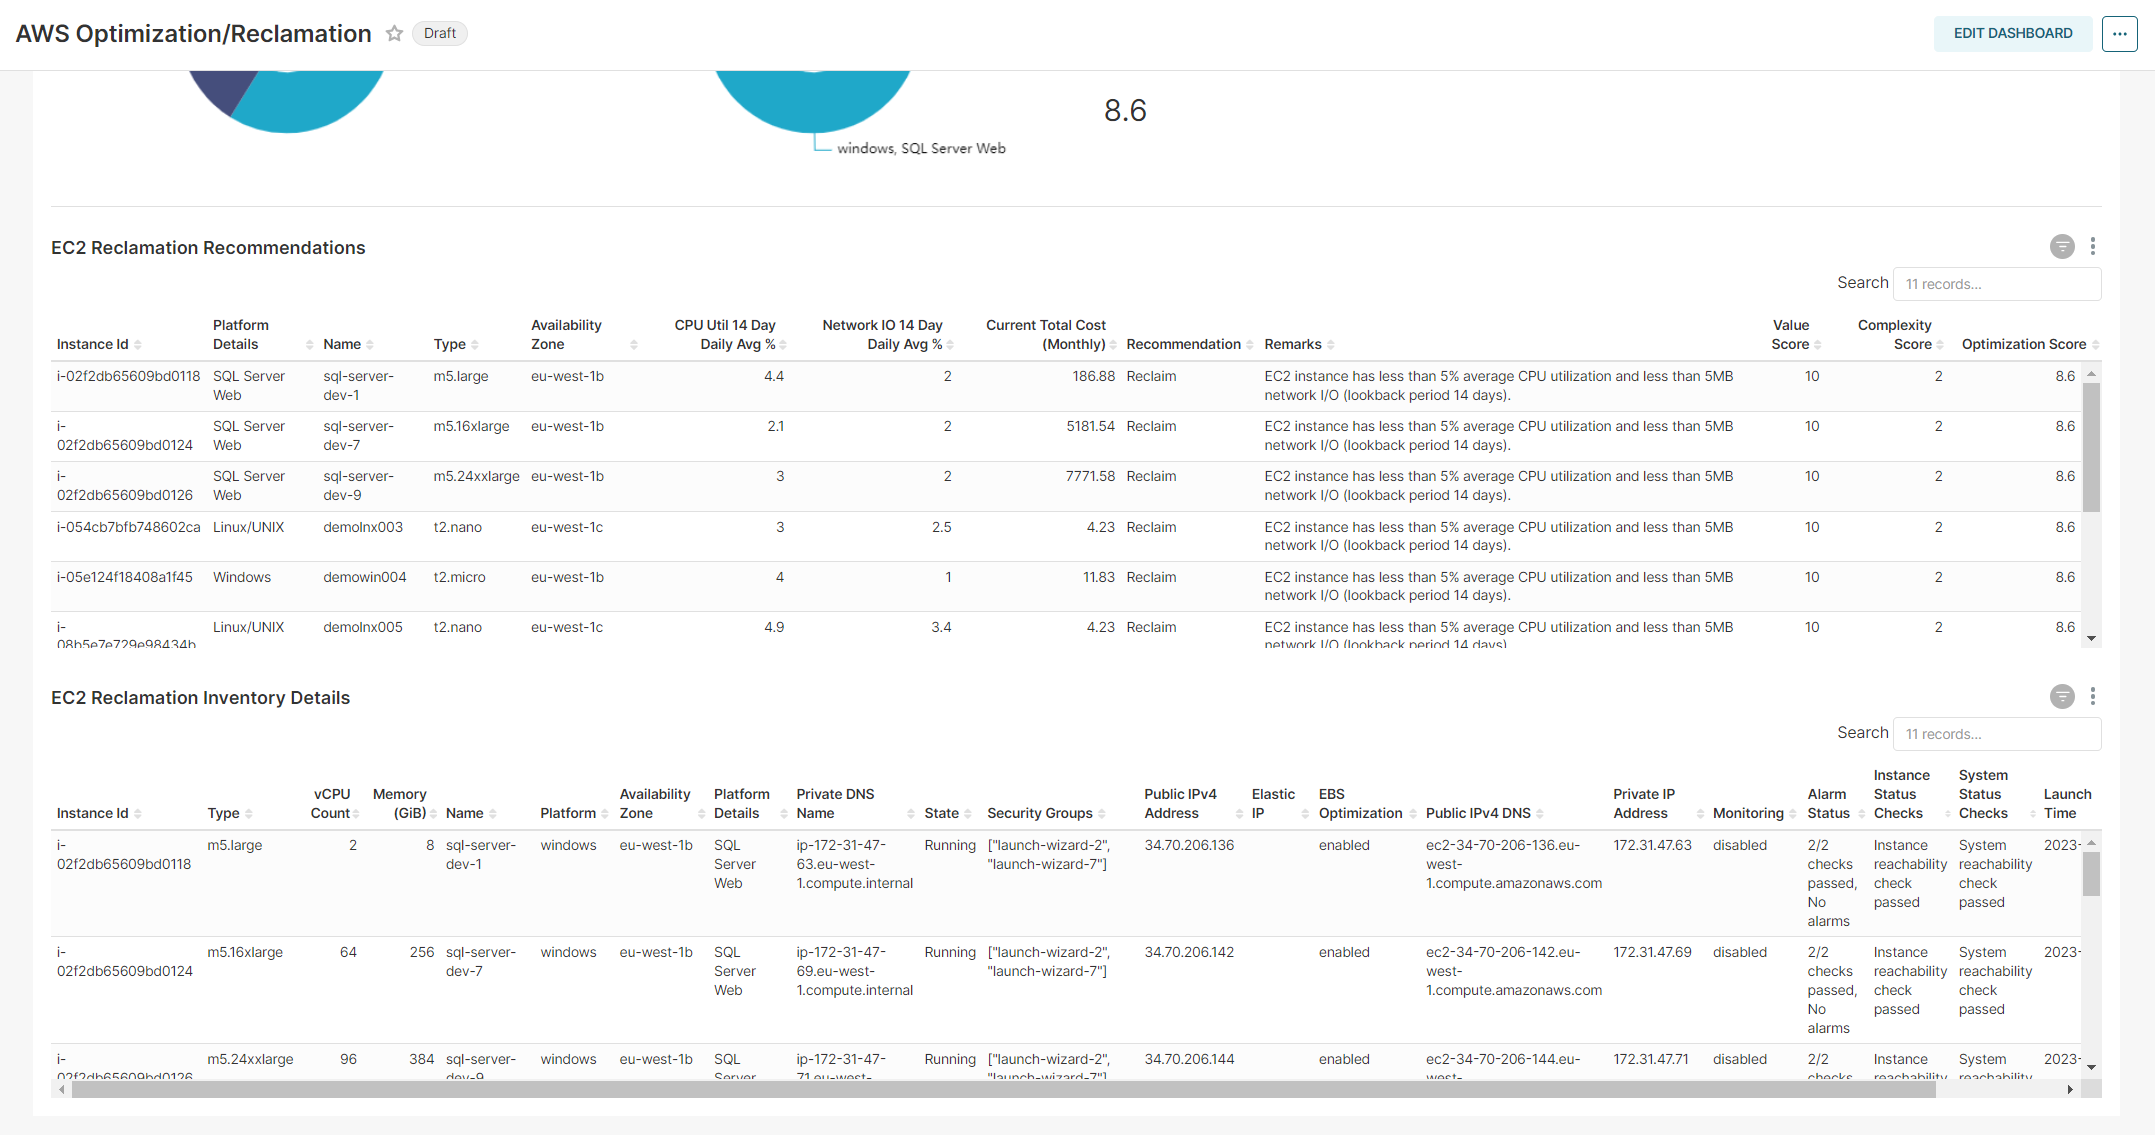 AWS Optimization/Reclamation Draft EDIT DASHBOARD ...
8.6
windows, SQL Server Web
EC2 Reclamation Recommendations
Search 11 records...
Platform Availability CPU Util 14 Day Network IO 14 Day Current Total Cost Value Complexity
Instance Id Details Name Type Zone Daily Avg % Daily Avg % (Monthly) Recommendation Remarks Score Score Optimization Score
i-02f2db65609bd0118 SQL Server sql-server- m5.large eu-west-1b 4.4 2 186.88 Reclaim EC2 instance has less than 5% average CPU utilization and less than 5MB 10 2 8.6
Web dev-1 network I/O (lookback period 14 days).
i- SQL Server sql-server- m5.16xlarge eu-west-1b 2.1 2 5181.54 Reclaim EC2 instance has less than 5% average CPU utilization and less than 5MB 10 2 8.6
02f2db65609bd0124 Web dev-7 network I/O (lookback period 14 days).
i- SQL Server sql-server- m5.24xxlarge eu-west-1b 3 2 7771.58 Reclaim EC2 instance has less than 5% average CPU utilization and less than 5MB 10 2 8.6
02f2db65609bd0126 Web dev-9 network I/O (lookback period 14 days).
i-054cb7bfb748602ca Linux/UNIX demolnx003 t2.nano eu-west-1c 3 2.5 4.23 Reclaim EC2 instance has less than 5% average CPU utilization and less than 5MB 10 2 8.6
network I/O (lookback period 14 days).
i-05e124f18408a1f45 Windows demowin004 t2.micro eu-west-1b 4 1 11.83 Reclaim EC2 instance has less than 5% average CPU utilization and less than 5MB 10 2 8.6
network I/O (lookback period 14 days).
i- Linux/UNIX demolnx005 t2.nano eu-west-1c 4.9 3.4 4.23 Reclaim EC2 instance has less than 5% average CPU utilization and less than 5MB 10 2 8.6
08b5e7e729e98434b network I/O (lookback period 14 days).
EC2 Reclamation Inventory Details
Search 11 records...
Instance System
vCPU Memory Availability Platform Private DNS Public IPv4 Elastic EBS Private IP Alarm Status Status Launch
Instance Id Type Count (GiB) Name Platform Zone Details Name State Security Groups Address IP Optimization Public IPv4 DNS Address Monitoring Status Checks Checks Time
i- m5.large 2 8 sql-server- windows eu-west-1b SQL ip-172-31-47- Running ["launch-wizard-2", 34.70.206.136 enabled ec2-34-70-206-136.eu- 172.31.47.63 disabled 2/2 Instance System 2023-
02f2db65609bd0118 dev-1 Server 63.eu-west- "launch-wizard-7"] west- checks reachability reachability
Web 1.compute.internal 1.compute.amazonaws.com passed, check check
No passed passed
alarms
i- m5.16xlarge 64 256 sql-server- windows eu-west-1b SQL ip-172-31-47- Running ["launch-wizard-2", 34.70.206.142 enabled ec2-34-70-206-142.eu- 172.31.47.69 disabled 2/2 Instance System 2023-
02f2db65609bd0124 dev-7 Server 69.eu-west- "launch-wizard-7"] west- checks reachability reachability
Web 1.compute.internal 1.compute.amazonaws.com passed, check check
No passed passed
alarms
i- m5.24xxlarge 96 384 sql-server- windows eu-west-1b SQL ip-172-31-47- Running ["launch-wizard-2", 34.70.206.144 enabled ec2-34-70-206-144.eu- 172.31.47.71 disabled 2/2 Instance System 2023-
02f2db65609bd0126 dev-9 Server 71.eu-west- "launch-wizard-7"] west- checks reachability reachability